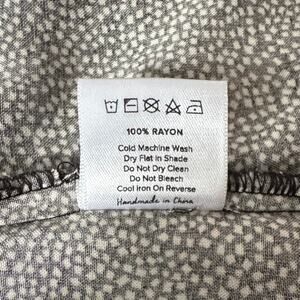 100% RAYON
Cold Machine Wash
Dry Flat in Shade
Do Not Dry Clean
Do Not Bleach
Cool Iron On Reverse
Handmade in China